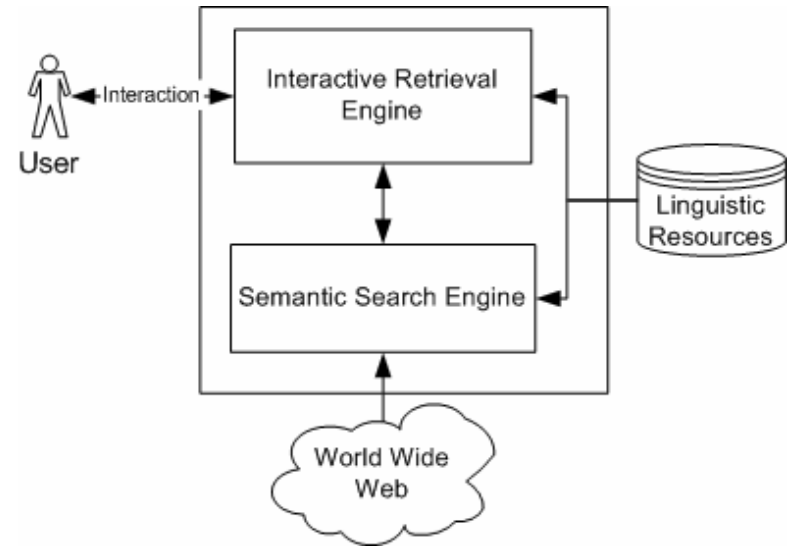 Interactive Retrieval
Engine
Interaction
User
Linguistic
Resources
Semantic Search Engine
World Wide
Web